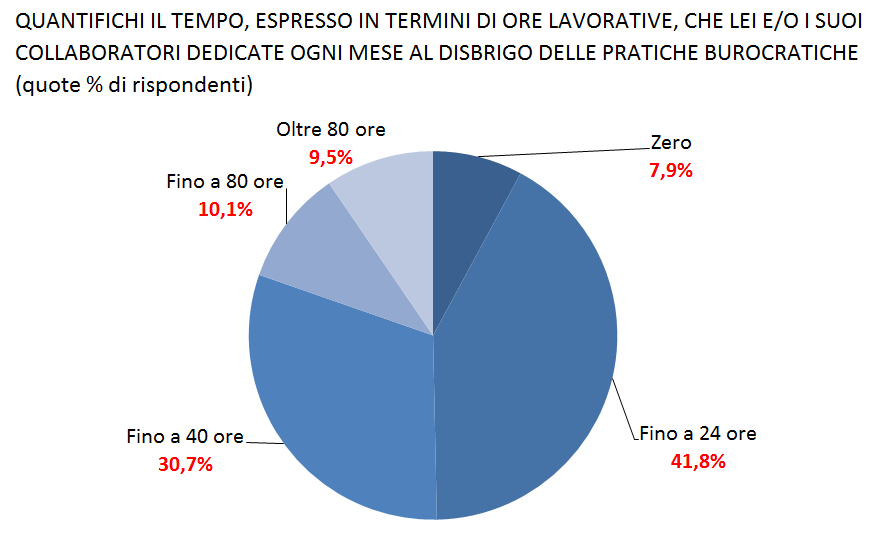 QUANTIFICHI IL TEMPO, ESPRESSO IN TERMINI DI ORE LAVORATIVE, CHE LEI E/O I SUOI
COLLABORATORI DEDICATE OGNI MESE AL DISBRIGO DELLE PRATICHE BUROCRATICHE
(quote % di rispondenti)
Oltre 80 ore
9,5%
Zero
7,9%
Fino a 80 ore
10,1%
Fino a 40 ore
30,7%
Fino a 24 ore
41,8%